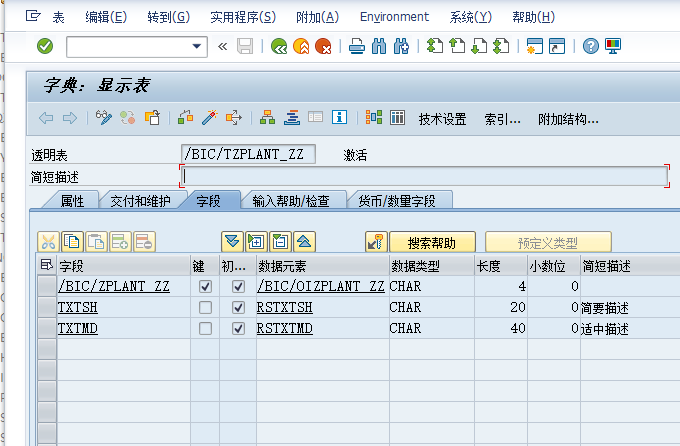 表 编辑(E) 转到(G) 实用程序(S) 附加(A) Environment 系统(Y) 帮助(H)
字典: 显示表
技术设置 索引... 附加结构...
透明表 /BIC/TZPLANT_ZZ 激活
简短描述
属性 交付和维护 字段 输入帮助/检查 货币/数量字段
搜索帮助 预定义类型
字段 键 初... 数据元素 数据类型 长度 小数位 简短描述
/BIC/ZPLANT_ZZ /BIC/OIZPLANT_ZZ CHAR 4 0
TXTSH RSTXTSH CHAR 20 0 简要描述
TXTMD RSTXTMD CHAR 40 0 适中描述